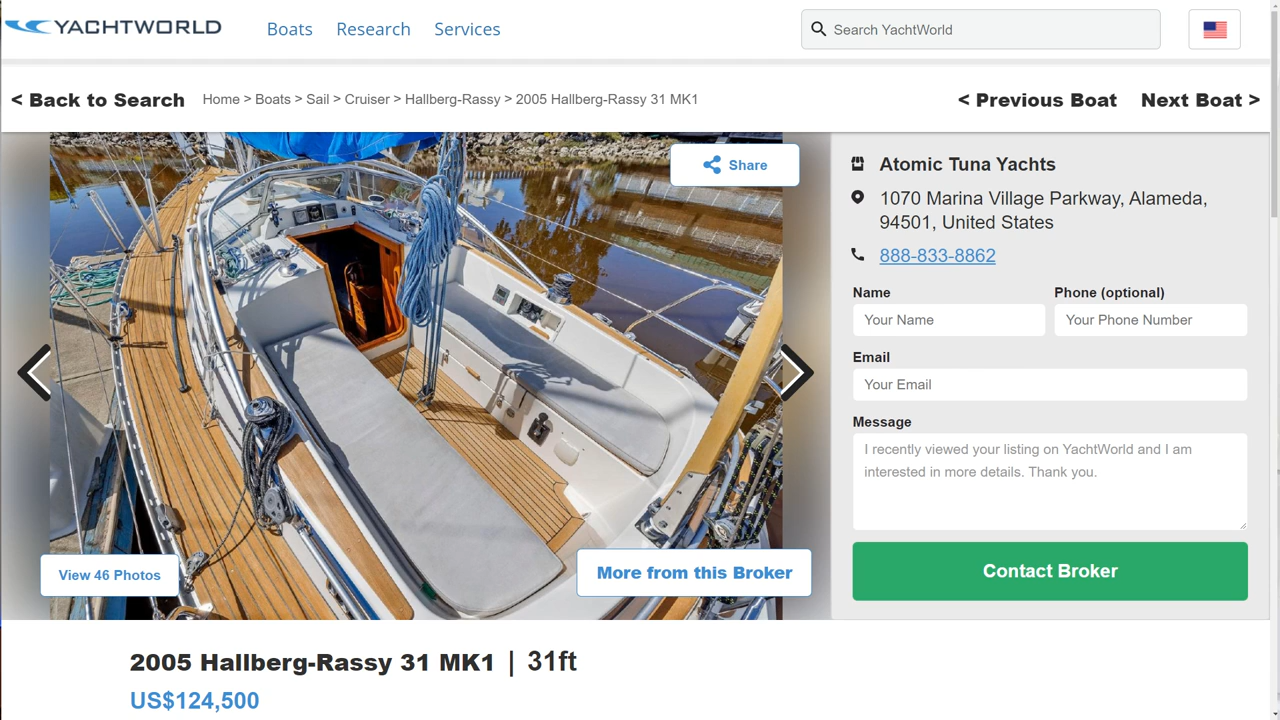 YACHTWORLD
Boats Research Services
Search YachtWorld
< Back to Search
Home > Boats > Sail > Cruiser > Hallberg-Rassy > 2005 Hallberg-Rassy 31 MK1
< Previous Boat Next Boat >
Share
View 46 Photos
More from this Broker
Atomic Tuna Yachts
1070 Marina Village Parkway, Alameda,
94501, United States
888-833-8862
Name Phone (optional)
Your Name Your Phone Number
Email
Your Email
Message
I recently viewed your listing on YachtWorld and I am
interested in more details. Thank you.
Contact Broker
2005 Hallberg-Rassy 31 MK1 | 31ft
US$124,500